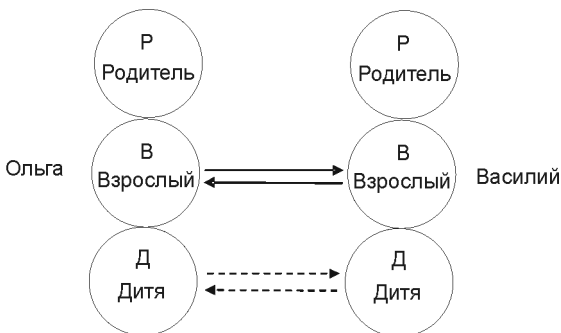 Р
Родитель
Р
Родитель
Ольга
В
Взрослый
В
Взрослый
Василий
Д
Дитя
Д
Дитя